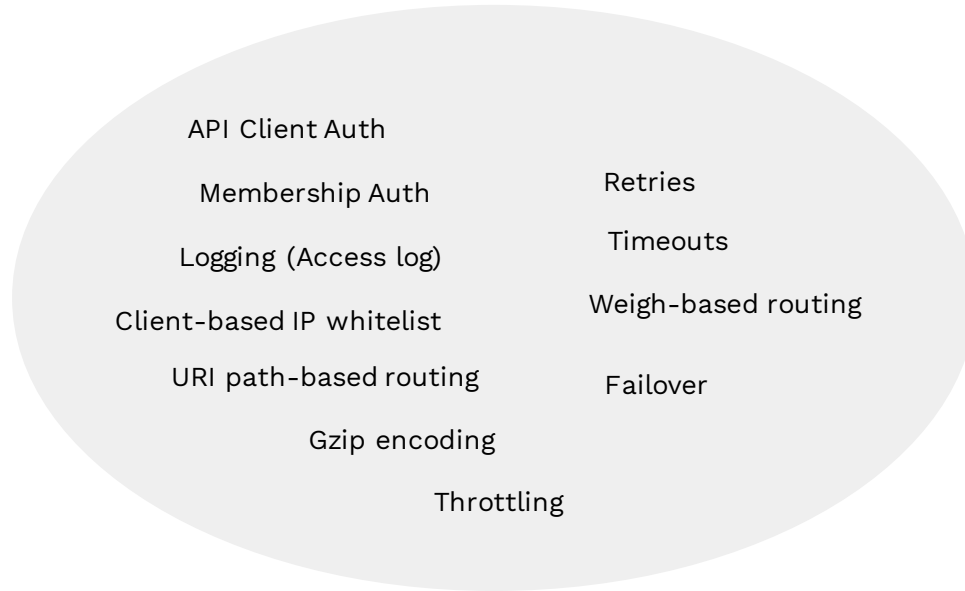 API Client Auth
Membership Auth
Logging (Access log)
Client-based IP whitelist
URI path-based routing
Gzip encoding
Throttling
Retries
Timeouts
Weigh-based routing
Failover